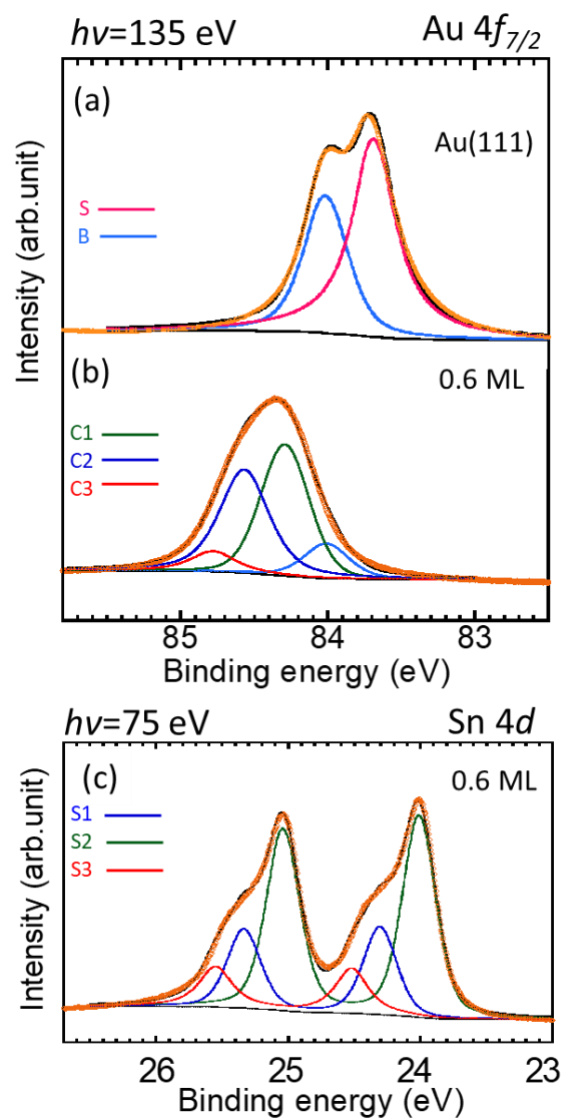 hν=135 eV Au 4f7/2
(a)
Au(111)
S
B
Intensity (arb.unit)
(b)
0.6 ML
C1
C2
C3
85 84 83
Binding energy (eV)
hν=75 eV Sn 4d
(c)
0.6 ML
S1
S2
S3
Intensity (arb.unit)
26 25 24 23
Binding energy (eV)